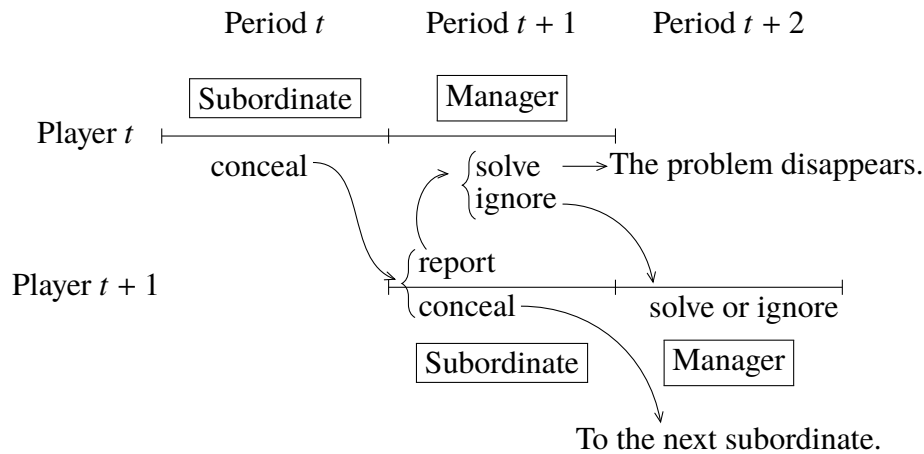 Period t Period t + 1 Period t + 2
Subordinate Manager
Player t
conceal solve The problem disappears.
ignore
report
Player t + 1
conceal solve or ignore
Subordinate Manager
To the next subordinate.